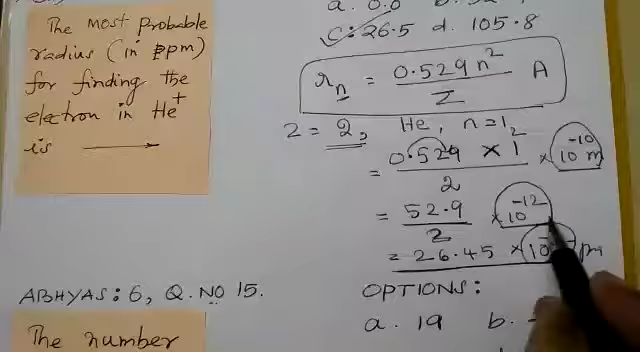 The most probable
radius (in ppm)
for finding the
electron in He+
is
a. 0.0
c. 26.5 d. 105.8
rn = 0.529 n² / Z A
Z = 2, He, n = 1
= 0.529 × 1² / 2 × 10⁻¹⁰ m
= 52.9 / 2 × 10⁻¹²
= 26.45 × 10 pm
ABHYAS: 6, Q. NO 15.
The number
OPTIONS:
a. 19 b.